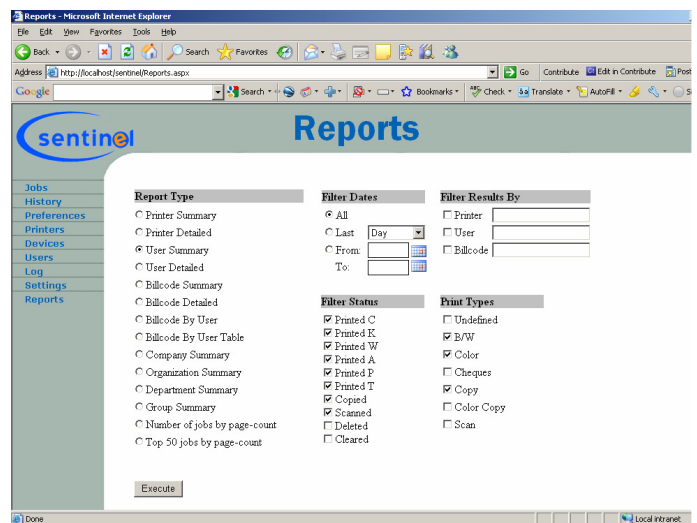 Reports - Microsoft Internet Explorer
File Edit View Favorites Tools Help
Back Search Favorites
Address http://localhost/sentinel/Reports.aspx Go Contribute Edit in Contribute Post
Google Search Bookmarks Check Translate AutoFill
sentinel
Reports
Jobs
History
Preferences
Printers
Devices
Users
Log
Settings
Reports
Report Type
Printer Summary
Printer Detailed
User Summary
User Detailed
Billcode Summary
Billcode Detailed
Billcode By User
Billcode By User Table
Company Summary
Organization Summary
Department Summary
Group Summary
Number of jobs by page-count
Top 50 jobs by page-count
Execute
Filter Dates
All
Last Day
From:
To:
Filter Results By
Printer
User
Billcode
Filter Status
Printed C
Printed K
Printed W
Printed A
Printed P
Printed T
Copied
Scanned
Deleted
Cleared
Print Types
Undefined
B/W
Color
Cheques
Copy
Color Copy
Scan
Done Local intranet